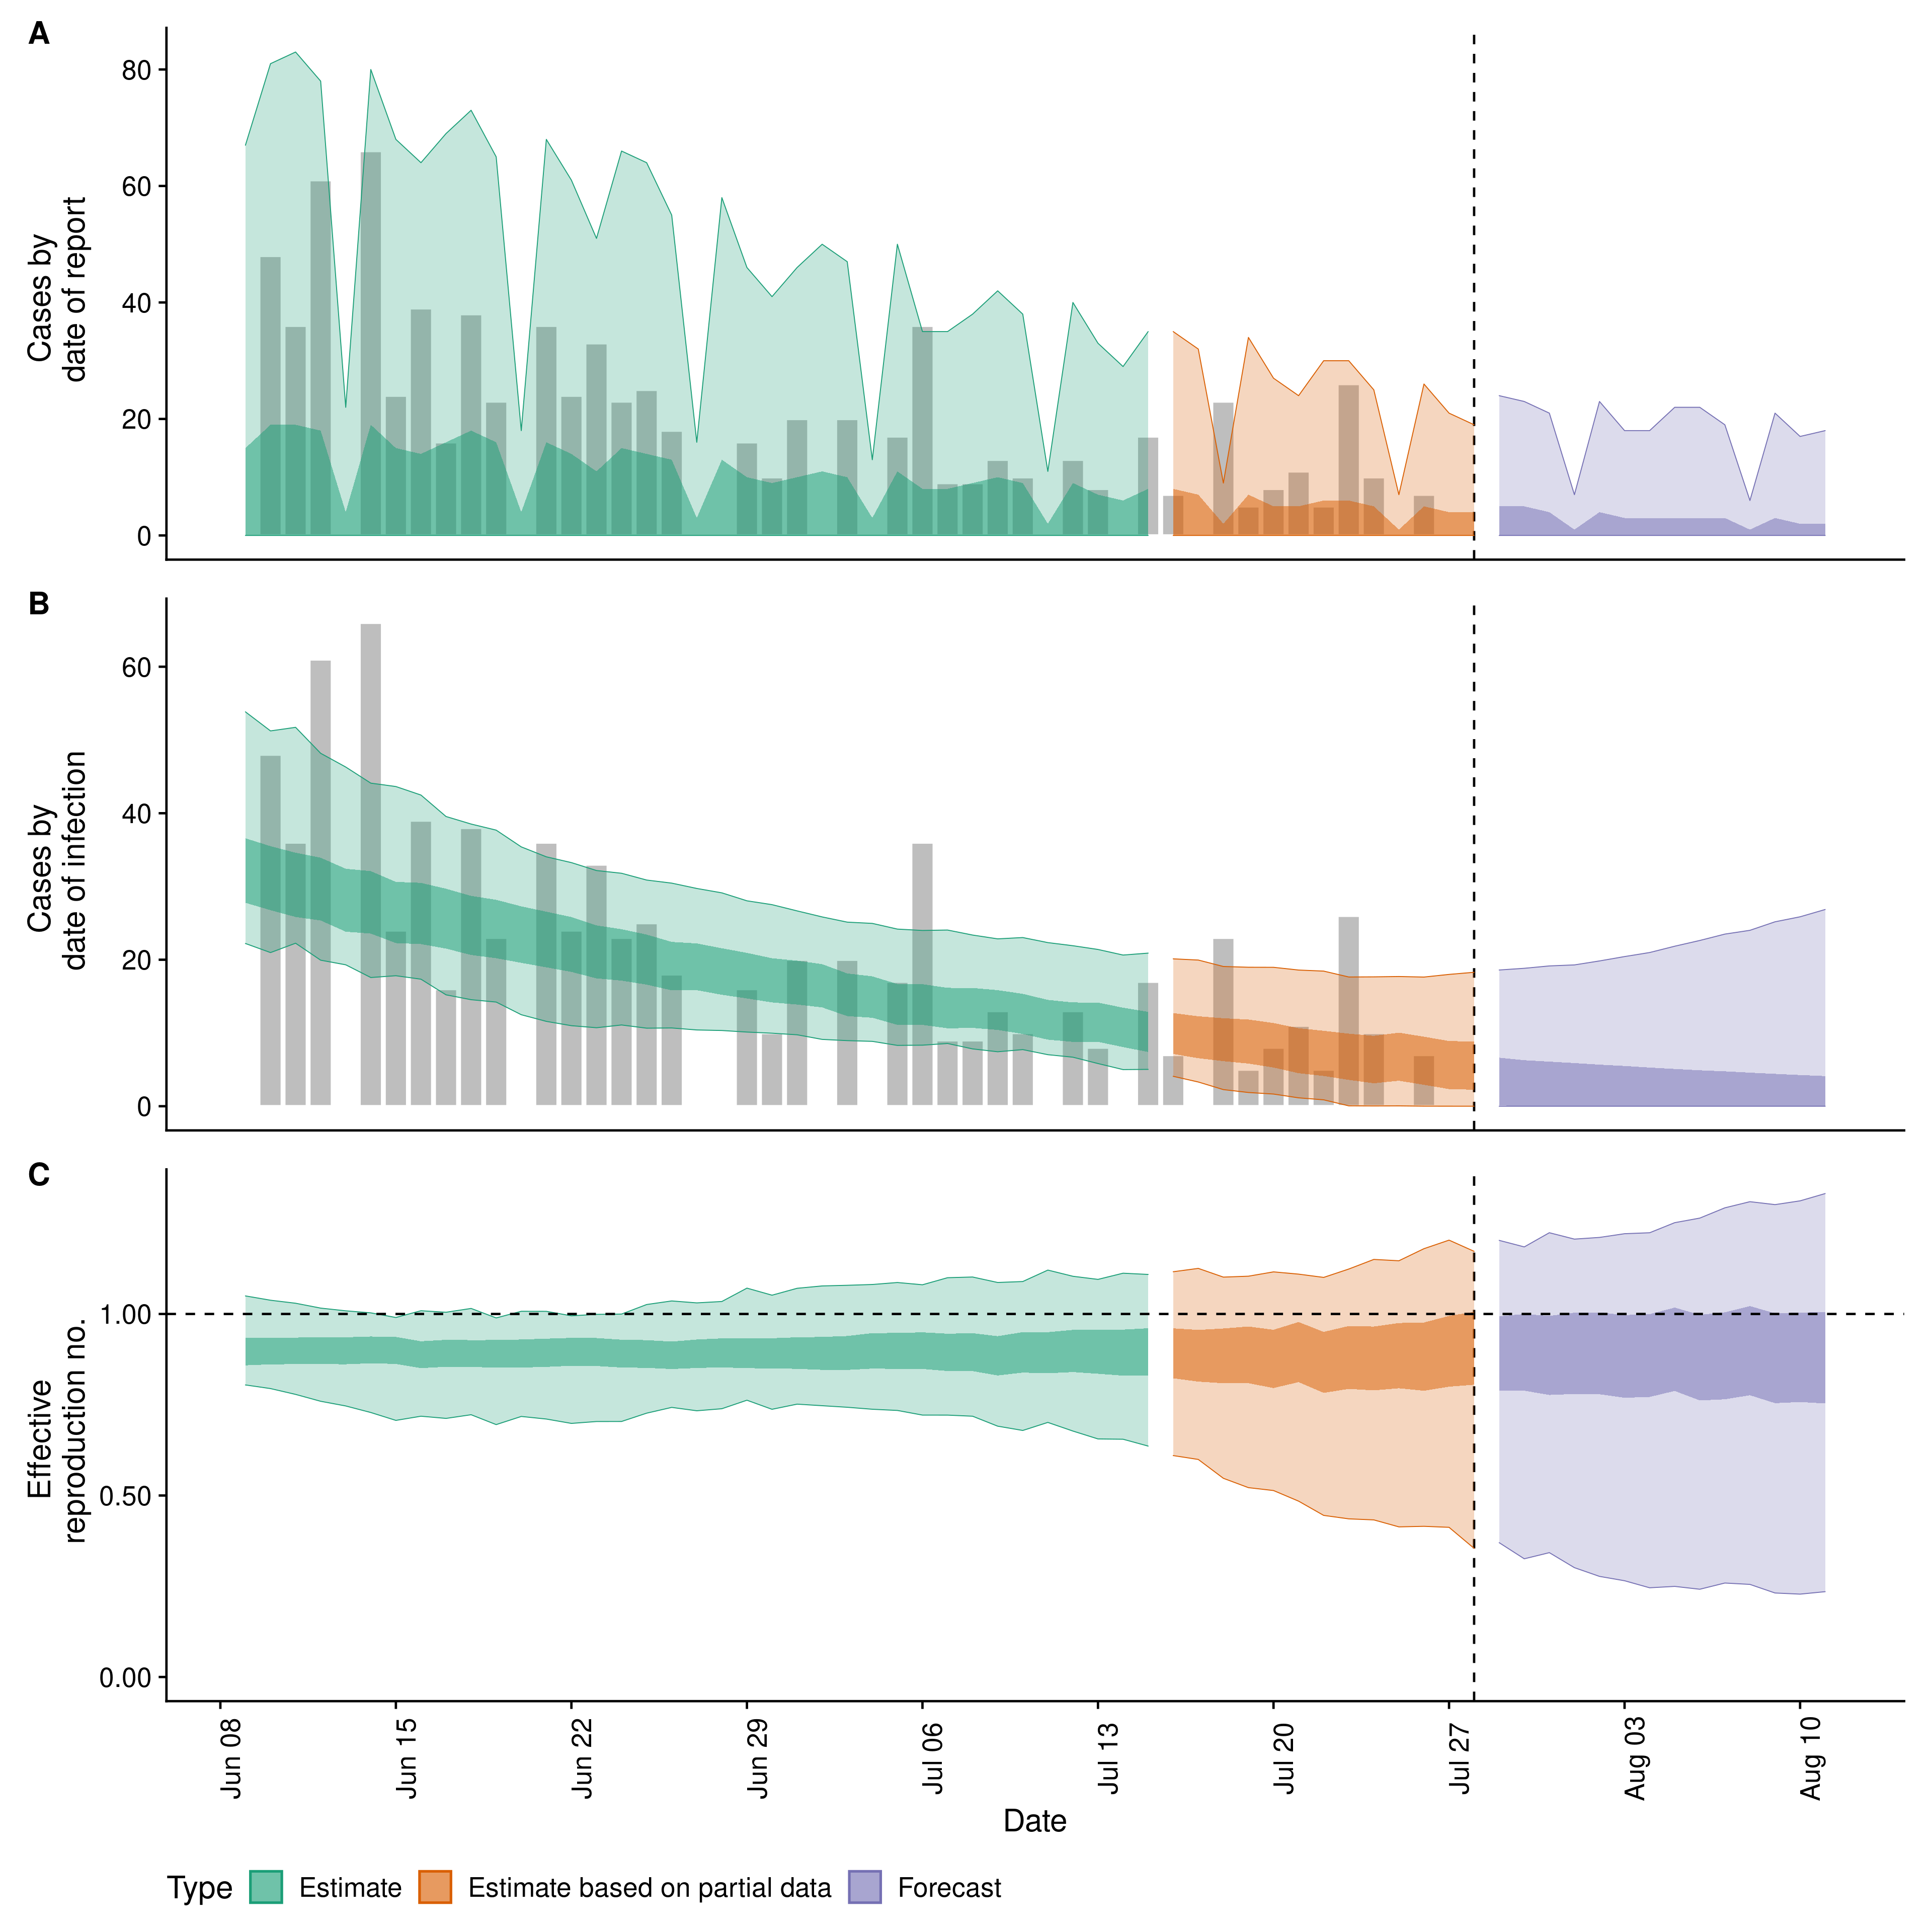 A
80
60
40
20
0
Cases by
date of report
B
60
40
20
0
Cases by
date of infection
C
1.00
0.50
0.00
Effective
reproduction no.
Jun 08
Jun 15
Jun 22
Jun 29
Jul 06
Jul 13
Jul 20
Jul 27
Aug 03
Aug 10
Date
Type Estimate Estimate based on partial data Forecast